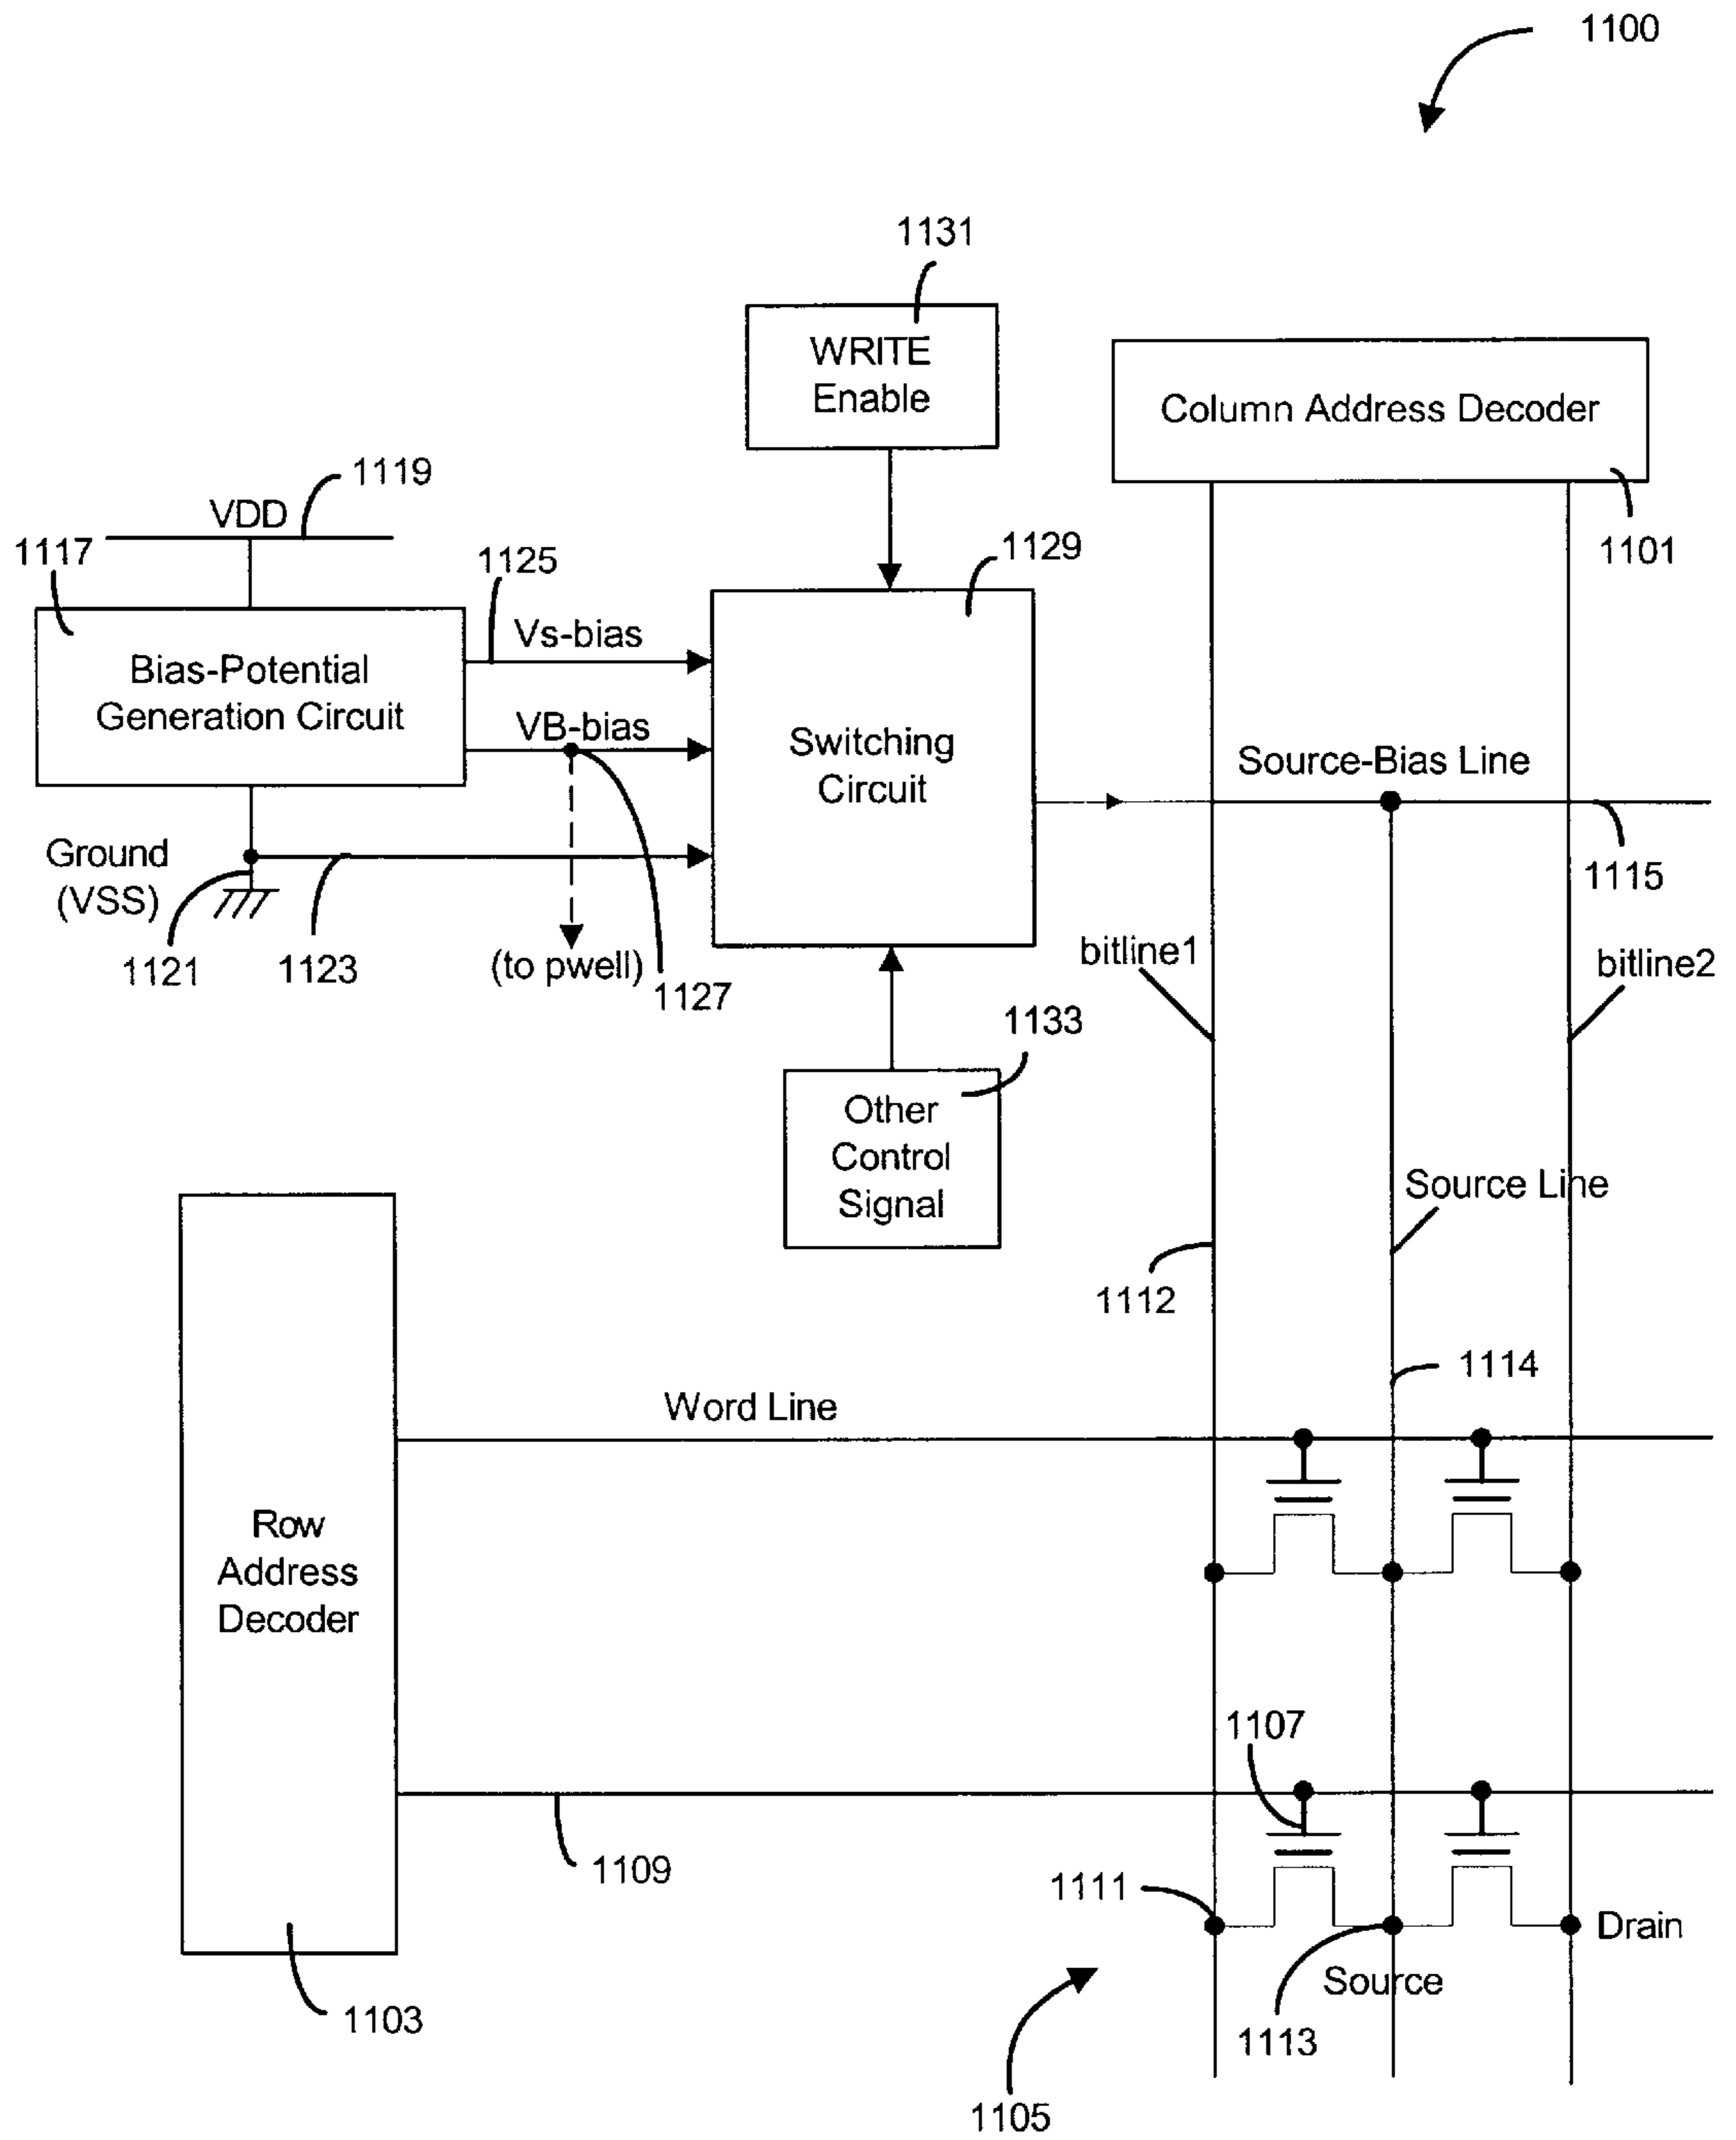 1100
1131
WRITE
Enable
Column Address Decoder
1101
1119
VDD
1117
1125
1129
Vs-bias
Bias-Potential
Generation Circuit
VB-bias
Switching
Circuit
Source-Bias Line
1115
Ground
(VSS)
1121
1123
(to pwell)
1127
bitline1
bitline2
1133
Other
Control
Signal
Source Line
1112
1114
Word Line
Row
Address
Decoder
1107
1109
1111
Drain
Source
1113
1103
1105